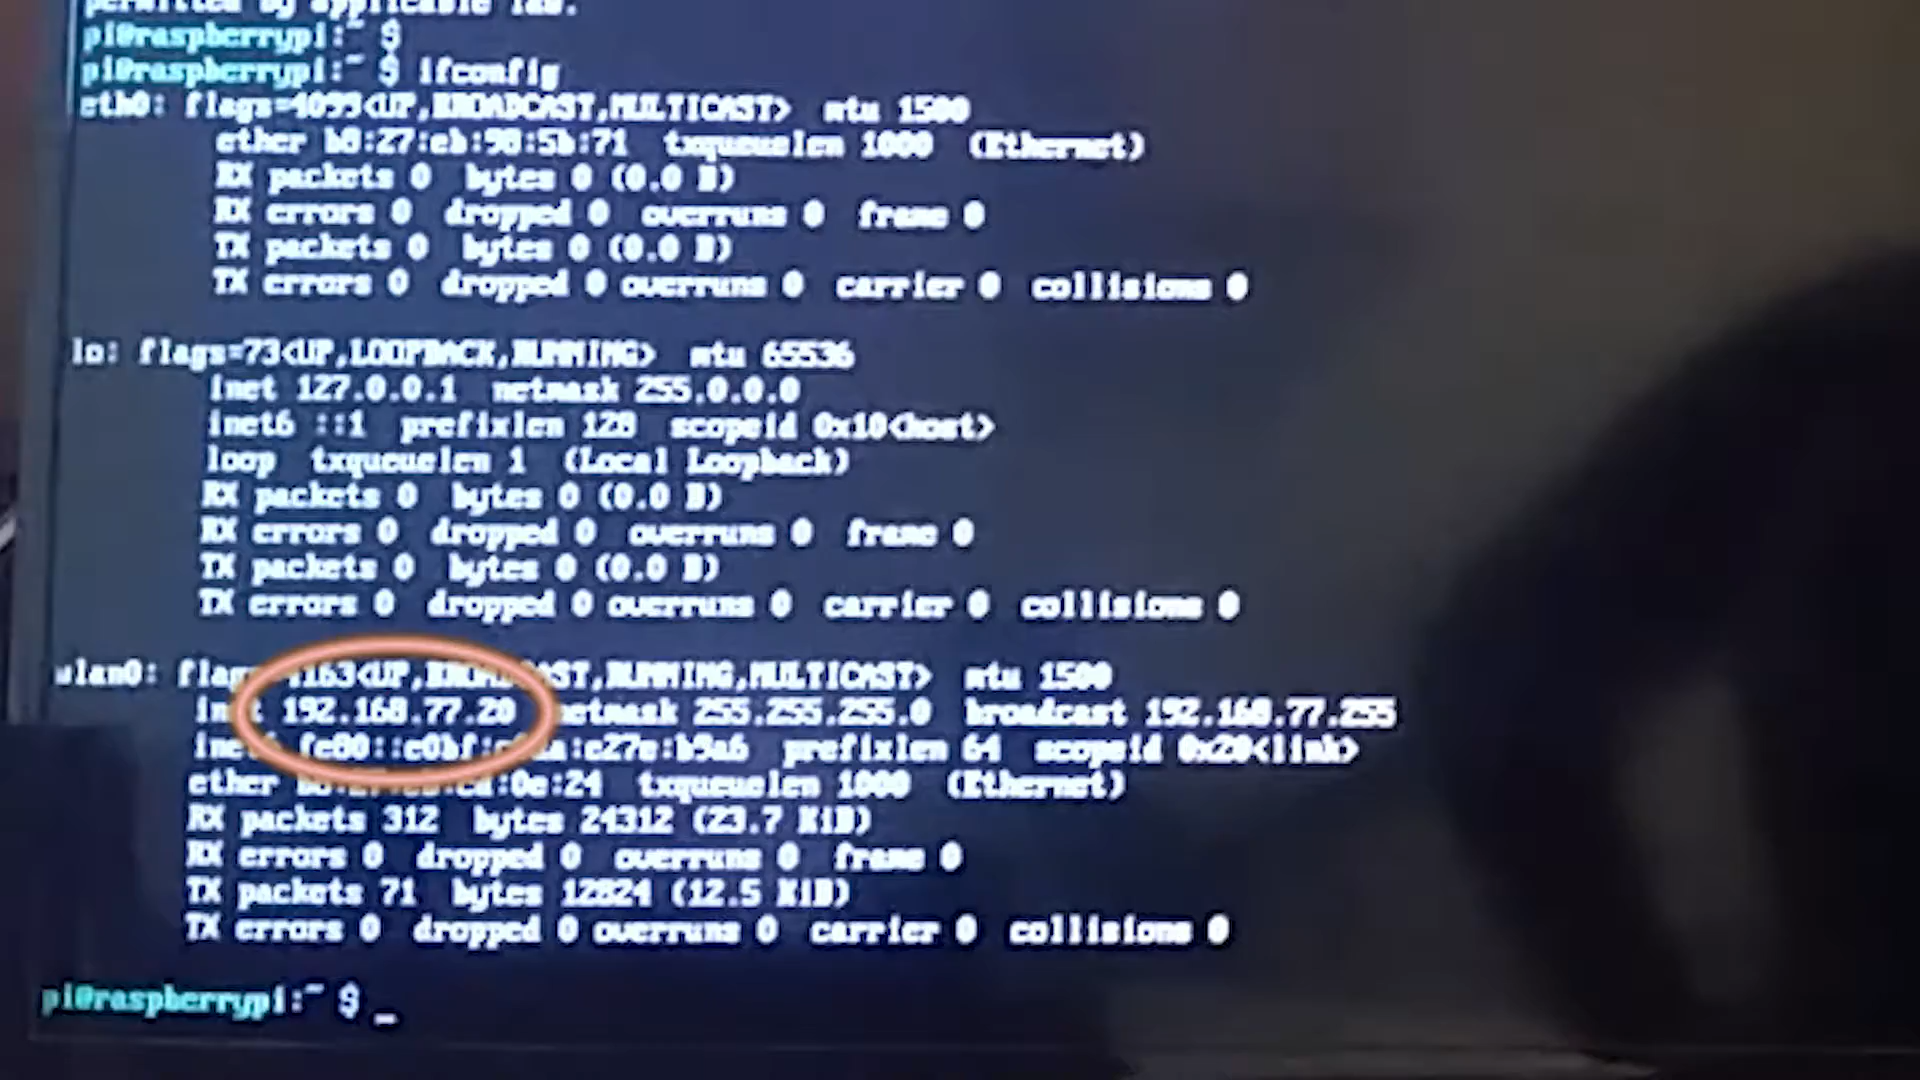 permitted by applicable law.
pi@raspberrypi:~ $
pi@raspberrypi:~ $ ifconfig
eth0: flags=4099<UP,BROADCAST,MULTICAST>  mtu 1500
ether b8:27:eb:98:5b:71  txqueuelen 1000  (Ethernet)
RX packets 0  bytes 0 (0.0 B)
RX errors 0  dropped 0  overruns 0  frame 0
TX packets 0  bytes 0 (0.0 B)
TX errors 0  dropped 0 overruns 0  carrier 0  collisions 0
lo: flags=73<UP,LOOPBACK,RUNNING>  mtu 65536
inet 127.0.0.1  netmask 255.0.0.0
inet6 ::1  prefixlen 128  scopeid 0x10<host>
loop  txqueuelen 1  (Local Loopback)
RX packets 0  bytes 0 (0.0 B)
RX errors 0  dropped 0  overruns 0  frame 0
TX packets 0  bytes 0 (0.0 B)
TX errors 0  dropped 0 overruns 0  carrier 0  collisions 0
wlan0: flags=4163<UP,BROADCAST,RUNNING,MULTICAST>  mtu 1500
inet 192.168.77.20  netmask 255.255.255.0  broadcast 192.168.77.255
inet6  prefixlen 64  scopeid 0x20<link>
ether  txqueuelen 1000  (Ethernet)
RX packets 312  bytes 24312 (23.7 KiB)
RX errors 0  dropped 0  overruns 0  frame 0
TX packets 71  bytes 12824 (12.5 KiB)
TX errors 0  dropped 0 overruns 0  carrier 0  collisions 0
pi@raspberrypi:~ $ _